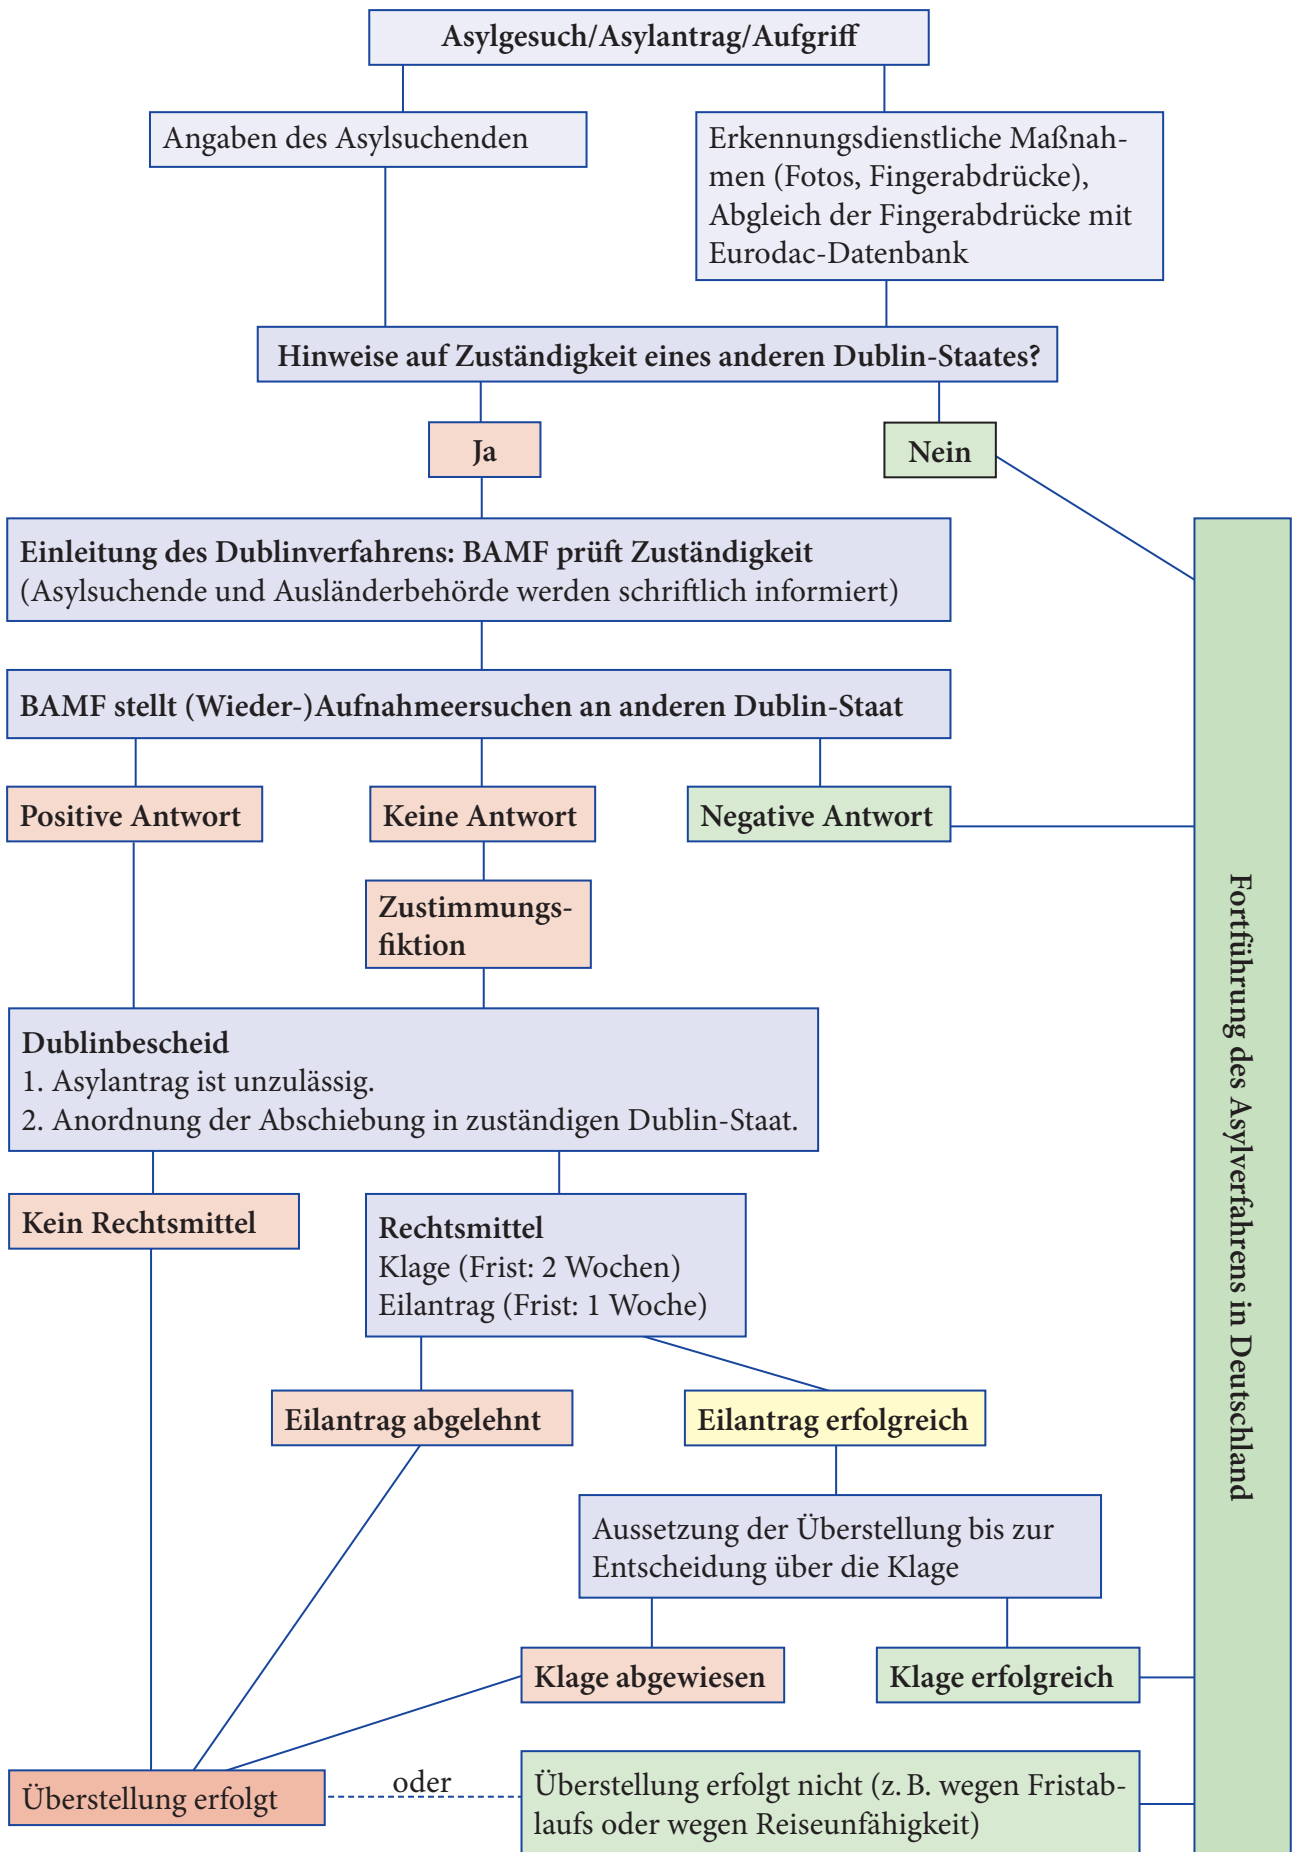 Asylgesuch/Asylantrag/Aufgriff
Angaben des Asylsuchenden
Erkennungsdienstliche Maßnah-
men (Fotos, Fingerabdrücke),
Abgleich der Fingerabdrücke mit
Eurodac-Datenbank
Hinweise auf Zuständigkeit eines anderen Dublin-Staates?
Ja
Nein
Einleitung des Dublinverfahrens: BAMF prüft Zuständigkeit
(Asylsuchende und Ausländerbehörde werden schriftlich informiert)
BAMF stellt (Wieder-)Aufnahmeersuchen an anderen Dublin-Staat
Positive Antwort
Keine Antwort
Negative Antwort
Zustimmungs-
fiktion
Dublinbescheid
1. Asylantrag ist unzulässig.
2. Anordnung der Abschiebung in zuständigen Dublin-Staat.
Kein Rechtsmittel
Rechtsmittel
Klage (Frist: 2 Wochen)
Eilantrag (Frist: 1 Woche)
Eilantrag abgelehnt
Eilantrag erfolgreich
Aussetzung der Überstellung bis zur
Entscheidung über die Klage
Klage abgewiesen
Klage erfolgreich
Überstellung erfolgt
oder
Überstellung erfolgt nicht (z. B. wegen Fristab-
laufs oder wegen Reiseunfähigkeit)
Fortführung des Asylverfahrens in Deutschland